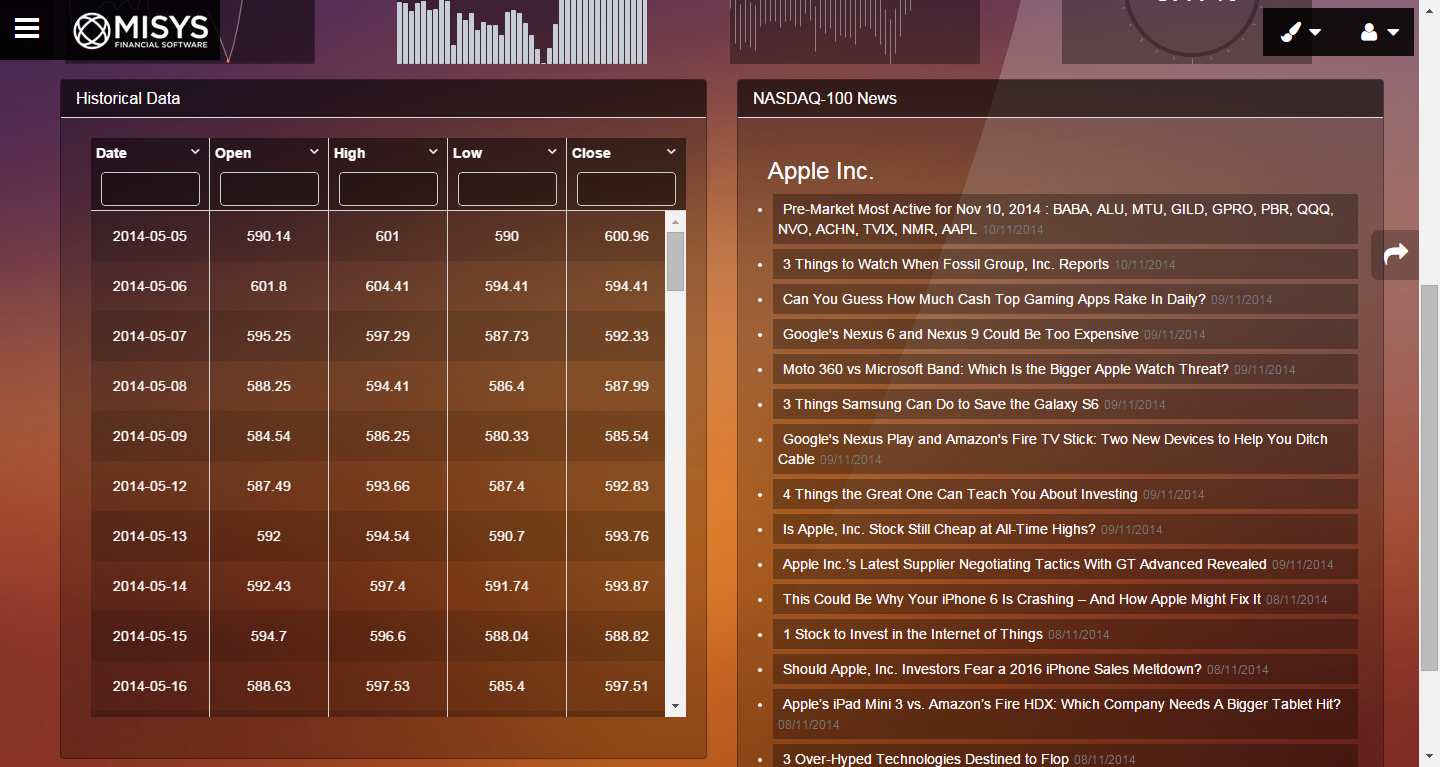 MISYS
FINANCIAL SOFTWARE
Historical Data
Date Open High Low Close
2014-05-05 590.14 601 590 600.96
2014-05-06 601.8 604.41 594.41 594.41
2014-05-07 595.25 597.29 587.73 592.33
2014-05-08 588.25 594.41 586.4 587.99
2014-05-09 584.54 586.25 580.33 585.54
2014-05-12 587.49 593.66 587.4 592.83
2014-05-13 592 594.54 590.7 593.76
2014-05-14 592.43 597.4 591.74 593.87
2014-05-15 594.7 596.6 588.04 588.82
2014-05-16 588.63 597.53 585.4 597.51
NASDAQ-100 News
Apple Inc.
Pre-Market Most Active for Nov 10, 2014 : BABA, ALU, MTU, GILD, GPRO, PBR, QQQ,
NVO, ACHN, TVIX, NMR, AAPL 10/11/2014
3 Things to Watch When Fossil Group, Inc. Reports 10/11/2014
Can You Guess How Much Cash Top Gaming Apps Rake In Daily? 09/11/2014
Google's Nexus 6 and Nexus 9 Could Be Too Expensive 09/11/2014
Moto 360 vs Microsoft Band: Which Is the Bigger Apple Watch Threat? 09/11/2014
3 Things Samsung Can Do to Save the Galaxy S6 09/11/2014
Google's Nexus Play and Amazon's Fire TV Stick: Two New Devices to Help You Ditch
Cable 09/11/2014
4 Things the Great One Can Teach You About Investing 09/11/2014
Is Apple, Inc. Stock Still Cheap at All-Time Highs? 09/11/2014
Apple Inc.’s Latest Supplier Negotiating Tactics With GT Advanced Revealed 09/11/2014
This Could Be Why Your iPhone 6 Is Crashing – And How Apple Might Fix It 08/11/2014
1 Stock to Invest in the Internet of Things 08/11/2014
Should Apple, Inc. Investors Fear a 2016 iPhone Sales Meltdown? 08/11/2014
Apple’s iPad Mini 3 vs. Amazon’s Fire HDX: Which Company Needs A Bigger Tablet Hit?
08/11/2014
3 Over-Hyped Technologies Destined to Flop 08/11/2014